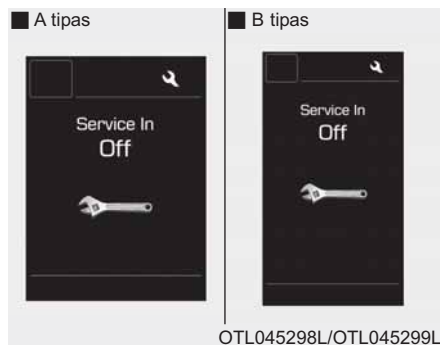 A tipas
Service In
Off
B tipas
Service In
Off
OTL045298L/OTL045299L